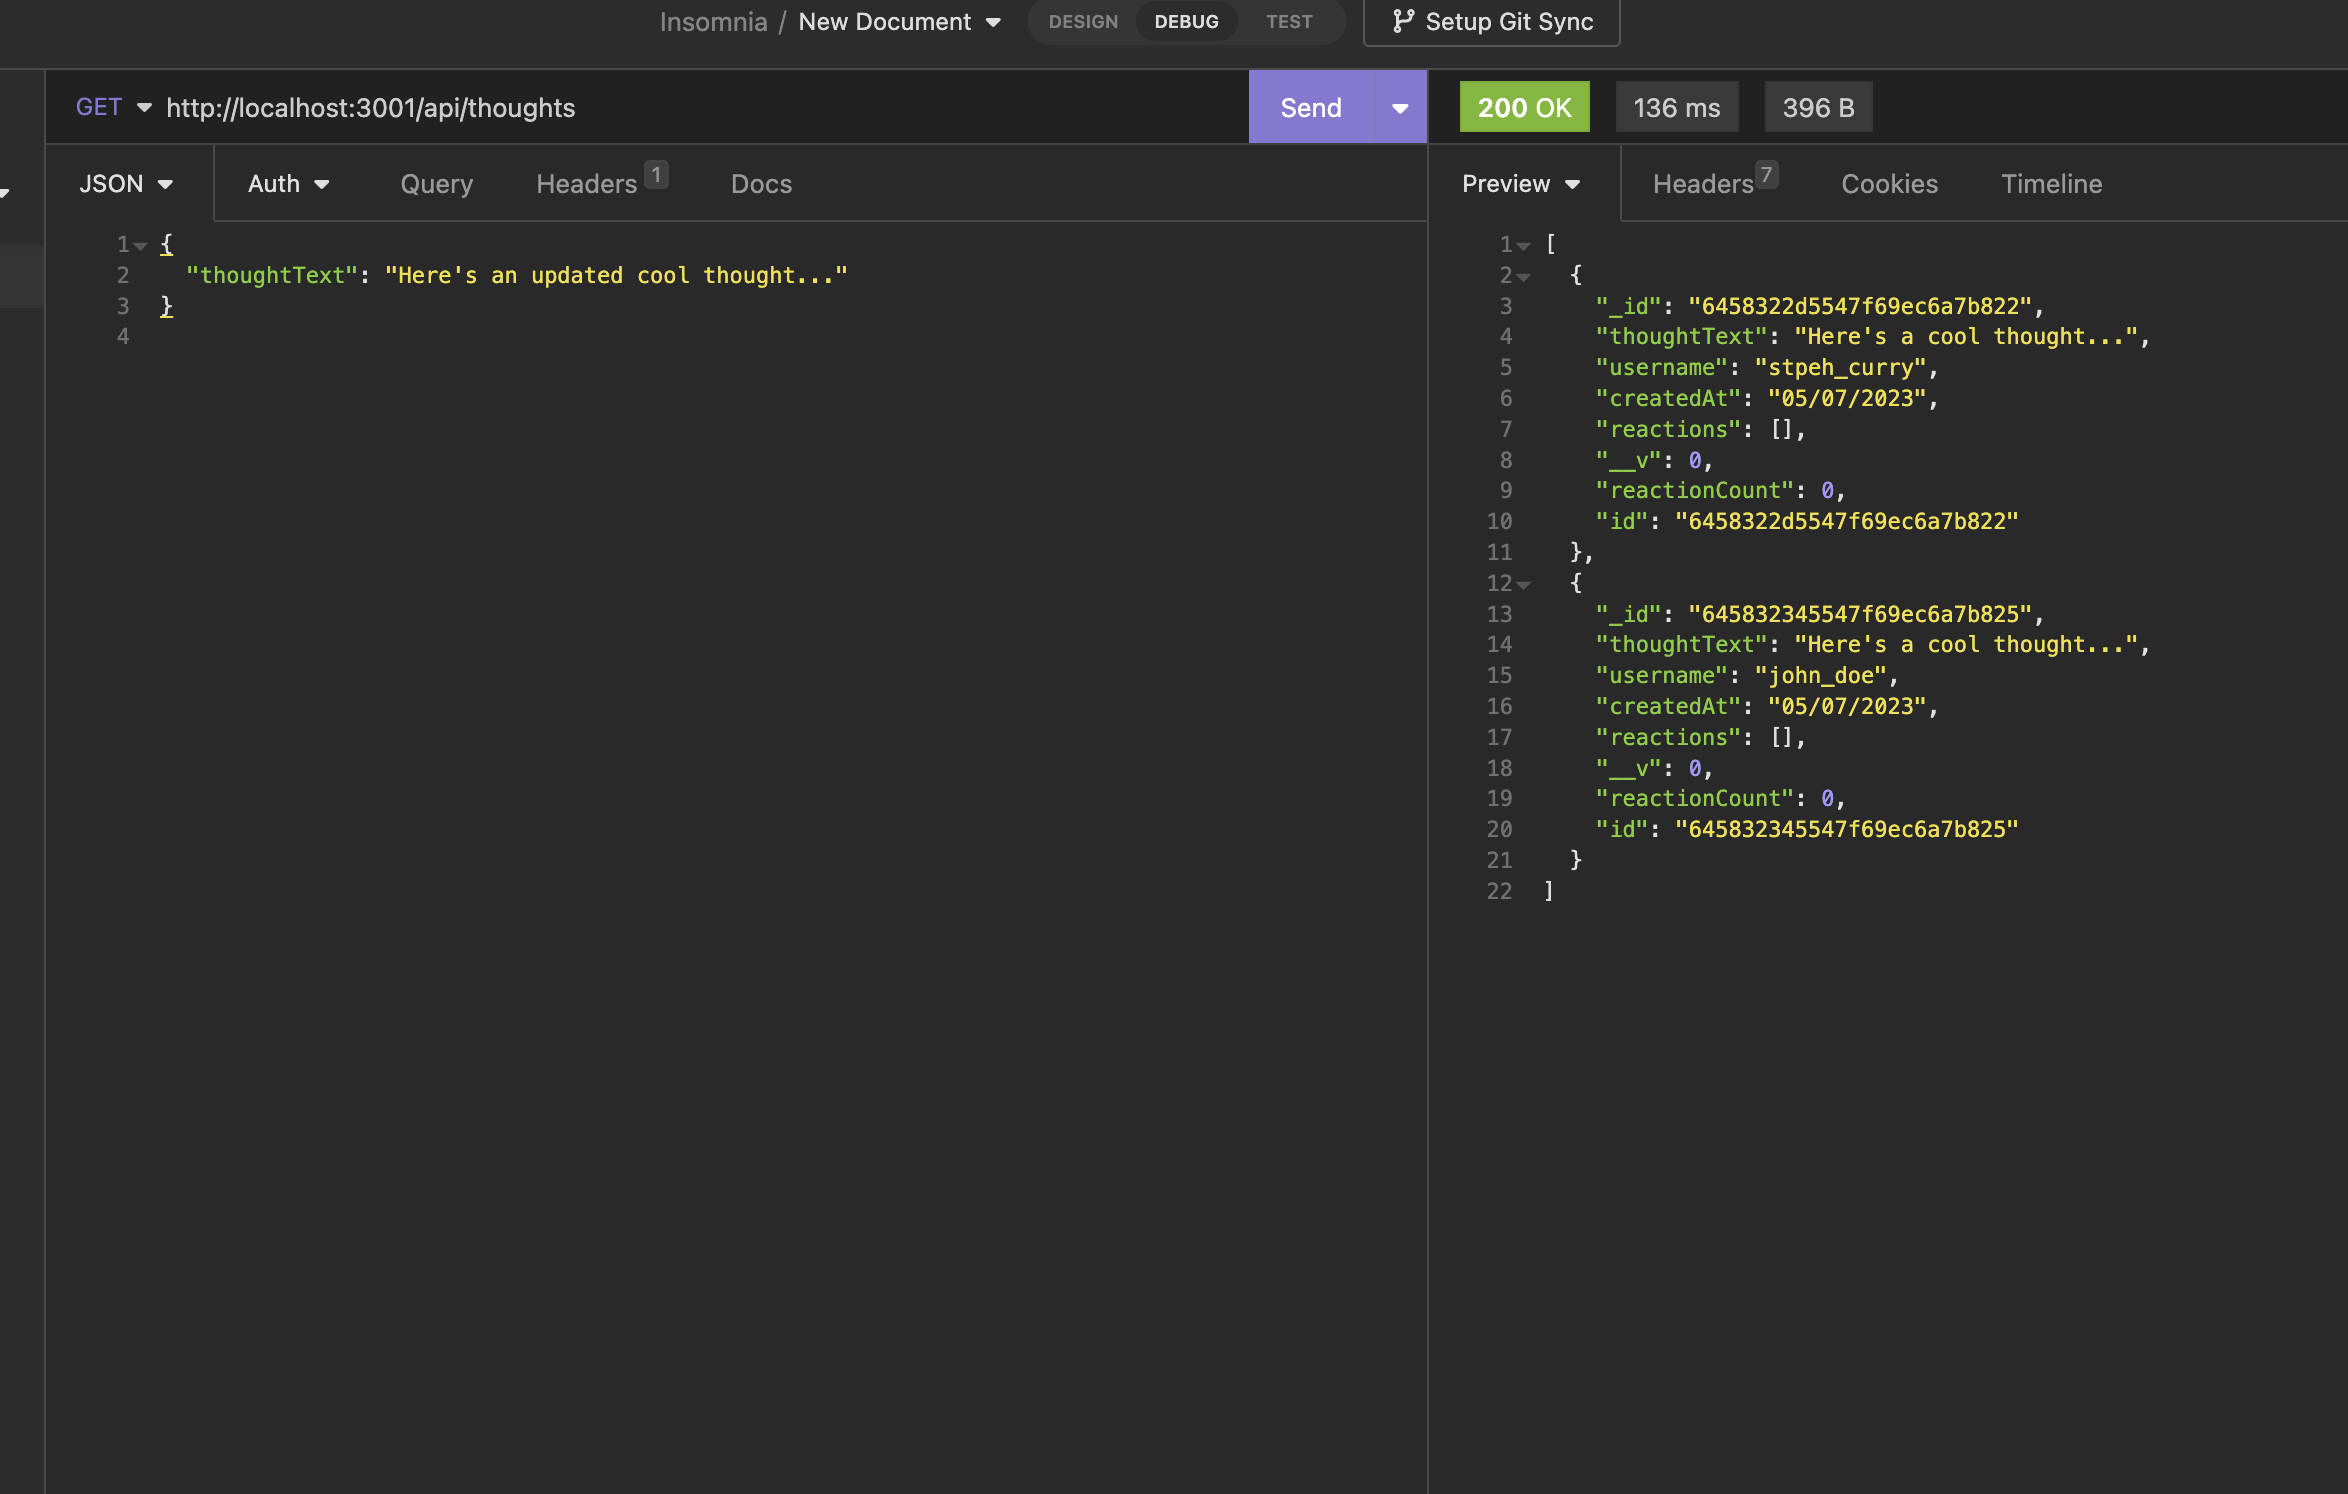 Insomnia / New Document DESIGN DEBUG TEST Setup Git Sync
GET http://localhost:3001/api/thoughts Send 200 OK 136 ms 396 B
JSON Auth Query Headers 1 Docs
1 {
2 "thoughtText": "Here's an updated cool thought..."
3 }
4
Preview Headers 7 Cookies Timeline
1 [
2 {
3 "_id": "6458322d5547f69ec6a7b822",
4 "thoughtText": "Here's a cool thought...",
5 "username": "stpeh_curry",
6 "createdAt": "05/07/2023",
7 "reactions": [],
8 "__v": 0,
9 "reactionCount": 0,
10 "id": "6458322d5547f69ec6a7b822"
11 },
12 {
13 "_id": "645832345547f69ec6a7b825",
14 "thoughtText": "Here's a cool thought...",
15 "username": "john_doe",
16 "createdAt": "05/07/2023",
17 "reactions": [],
18 "__v": 0,
19 "reactionCount": 0,
20 "id": "645832345547f69ec6a7b825"
21 }
22 ]